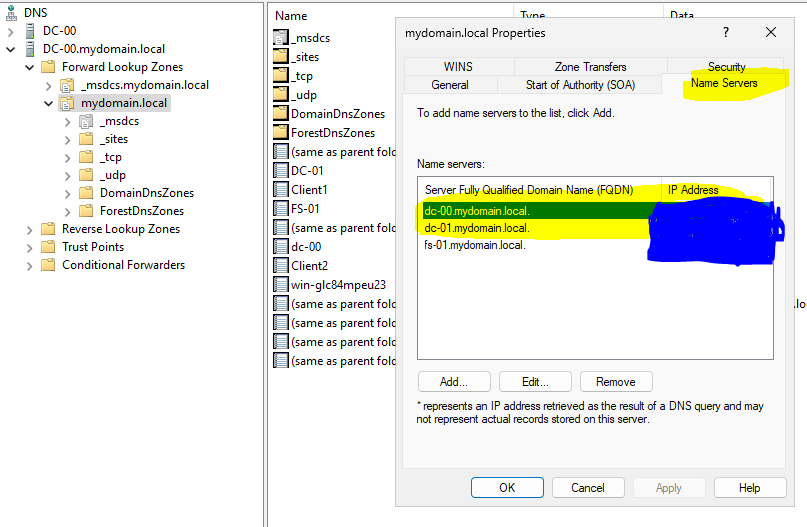 DNS
DC-00
DC-00.mydomain.local
Forward Lookup Zones
_msdcs.mydomain.local
mydomain.local
_msdcs
_sites
_tcp
_udp
DomainDnsZones
ForestDnsZones
Reverse Lookup Zones
Trust Points
Conditional Forwarders
Name Type Data
_msdcs
_sites
_tcp
_udp
DomainDnsZones
ForestDnsZones
(same as parent fold
DC-01
Client1
FS-01
(same as parent fold
dc-00
Client2
win-glc84mpeu23
(same as parent fold
(same as parent fold
(same as parent fold
(same as parent fold
mydomain.local Properties
? X
WINS Zone Transfers Security
General Start of Authority (SOA) Name Servers
To add name servers to the list, click Add.
Name servers:
Server Fully Qualified Domain Name (FQDN) IP Address
dc-00.mydomain.local.
dc-01.mydomain.local.
fs-01.mydomain.local.
Add... Edit... Remove
* represents an IP address retrieved as the result of a DNS query and may
not represent actual records stored on this server.
OK Cancel Apply Help